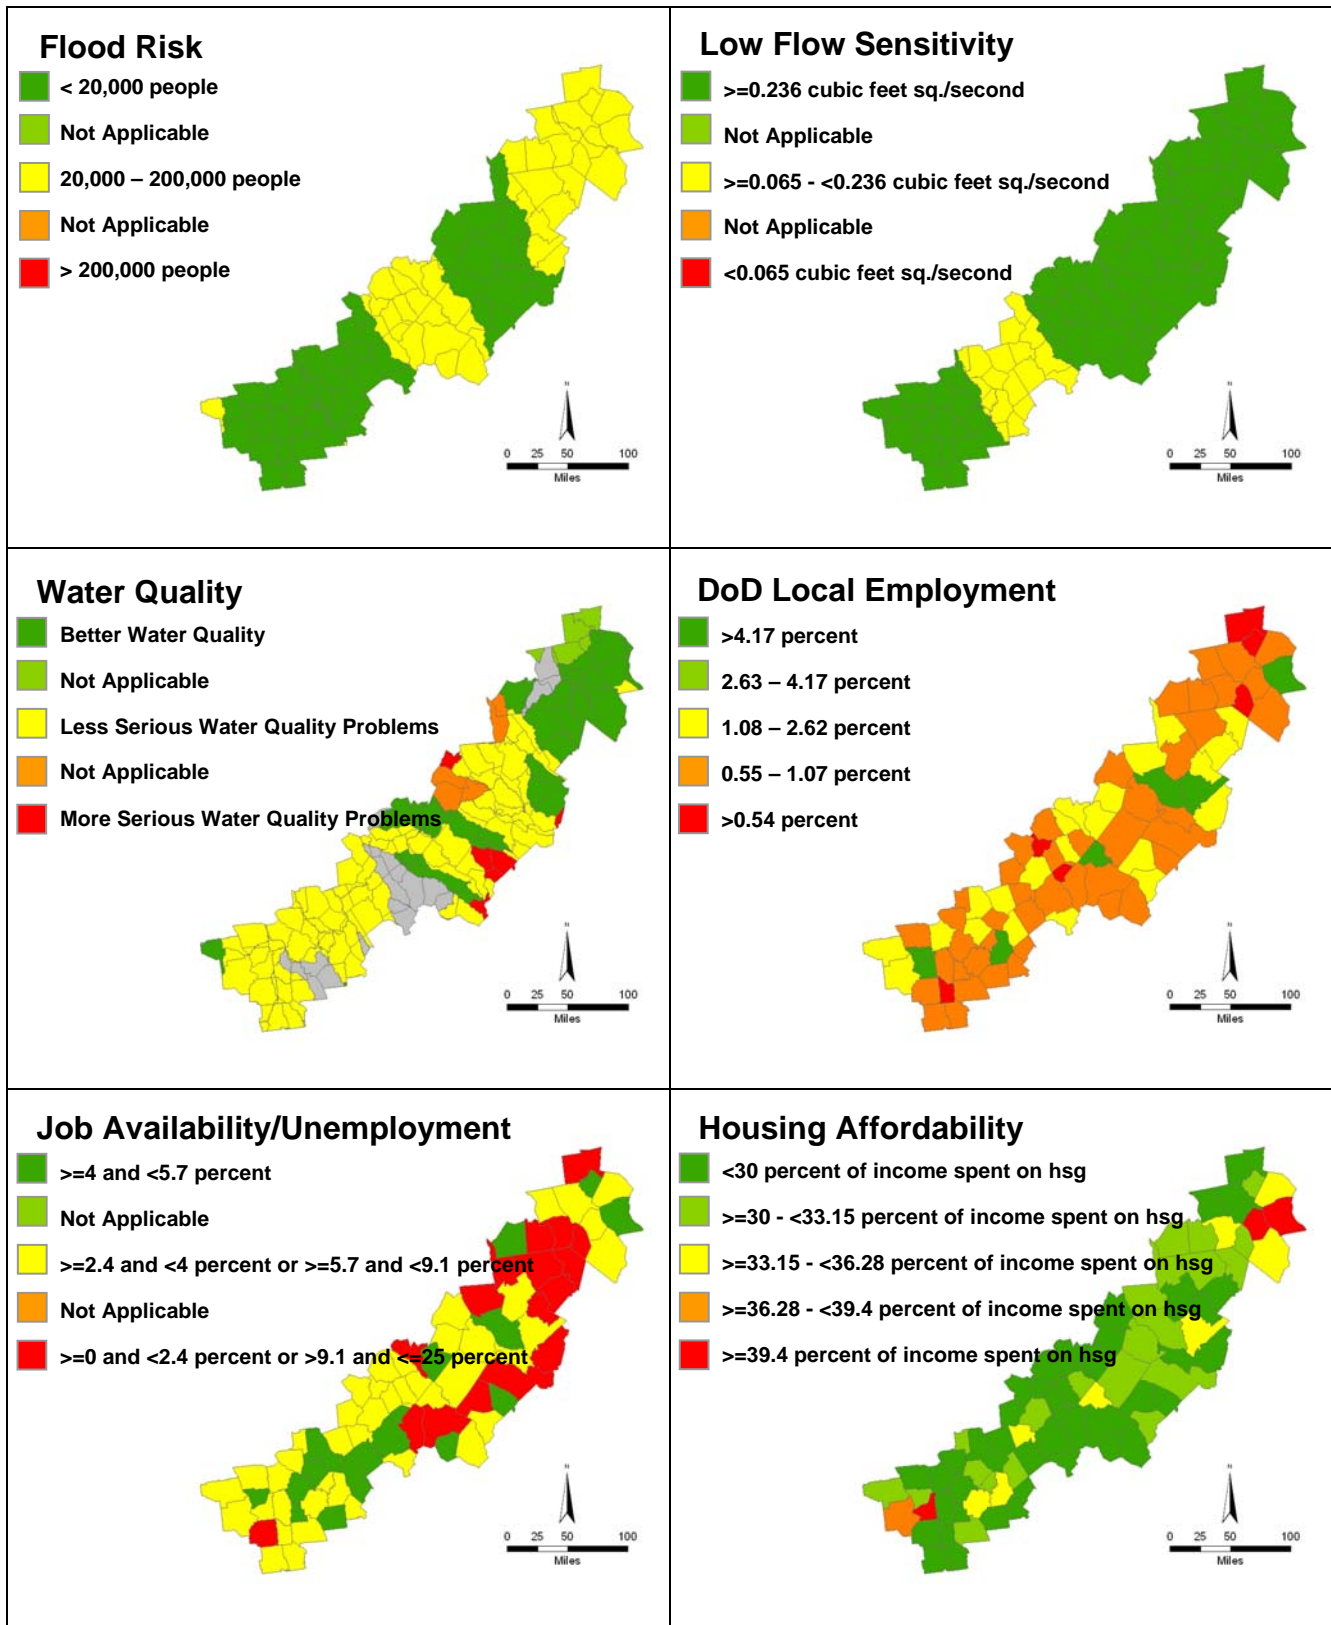 Flood Risk
< 20,000 people
Not Applicable
20,000 – 200,000 people
Not Applicable
> 200,000 people
N
0 25 50 100
Miles
Low Flow Sensitivity
>=0.236 cubic feet sq./second
Not Applicable
>=0.065 - <0.236 cubic feet sq./second
Not Applicable
<0.065 cubic feet sq./second
N
0 25 50 100
Miles
Water Quality
Better Water Quality
Not Applicable
Less Serious Water Quality Problems
Not Applicable
More Serious Water Quality Problems
N
0 25 50 100
Miles
DoD Local Employment
>4.17 percent
2.63 – 4.17 percent
1.08 – 2.62 percent
0.55 – 1.07 percent
>0.54 percent
N
0 25 50 100
Miles
Job Availability/Unemployment
>=4 and <5.7 percent
Not Applicable
>=2.4 and <4 percent or >=5.7 and <9.1 percent
Not Applicable
>=0 and <2.4 percent or >9.1 and <=25 percent
N
0 25 50 100
Miles
Housing Affordability
<30 percent of income spent on hsg
>=30 - <33.15 percent of income spent on hsg
>=33.15 - <36.28 percent of income spent on hsg
>=36.28 - <39.4 percent of income spent on hsg
>=39.4 percent of income spent on hsg
N
0 25 50 100
Miles